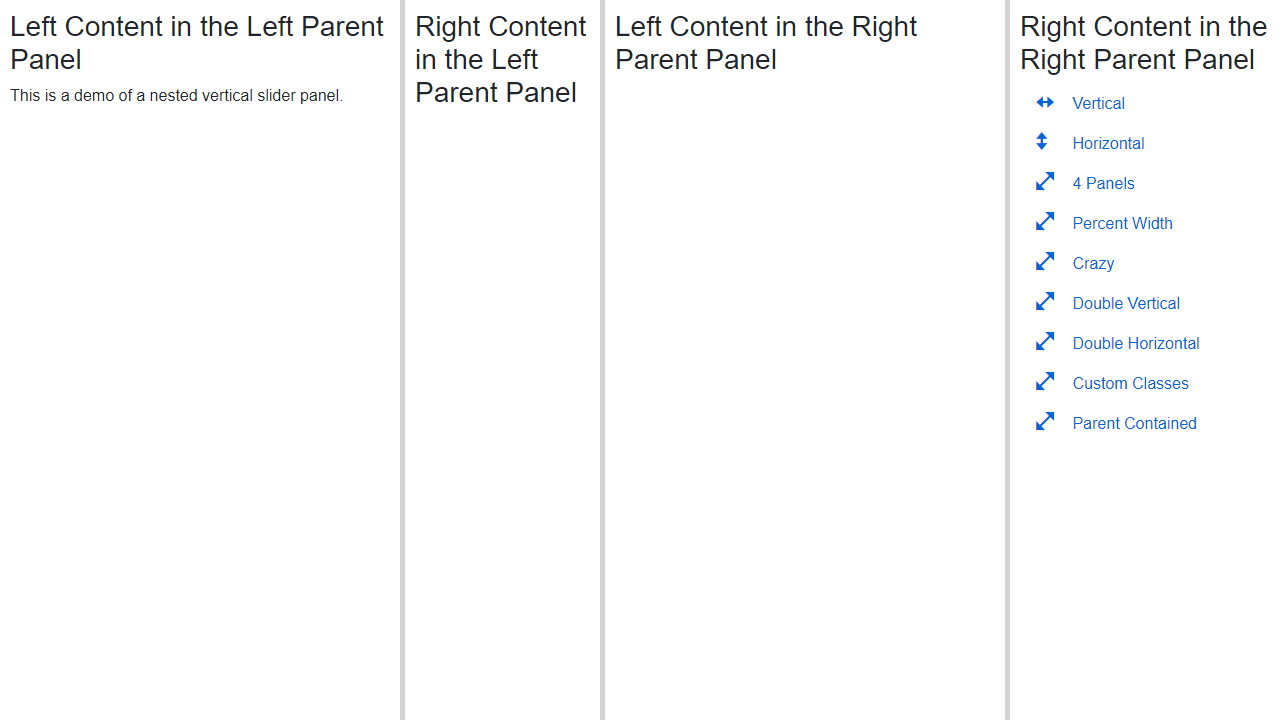 Left Content in the Left Parent
Panel
This is a demo of a nested vertical slider panel.
Right Content
in the Left
Parent Panel
Left Content in the Right
Parent Panel
Right Content in the
Right Parent Panel
Vertical
Horizontal
4 Panels
Percent Width
Crazy
Double Vertical
Double Horizontal
Custom Classes
Parent Contained